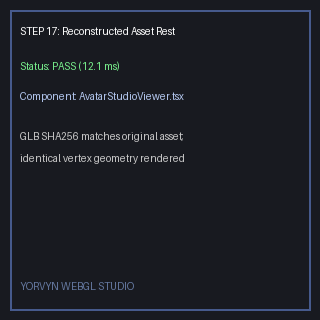 STEP 17: Reconstructed Asset Rest
Status: PASS (12.1 ms)
Component: AvatarStudioViewer.tsx
GLB SHA256 matches original asset;
identical vertex geometry rendered
YORVYN WEBGL STUDIO